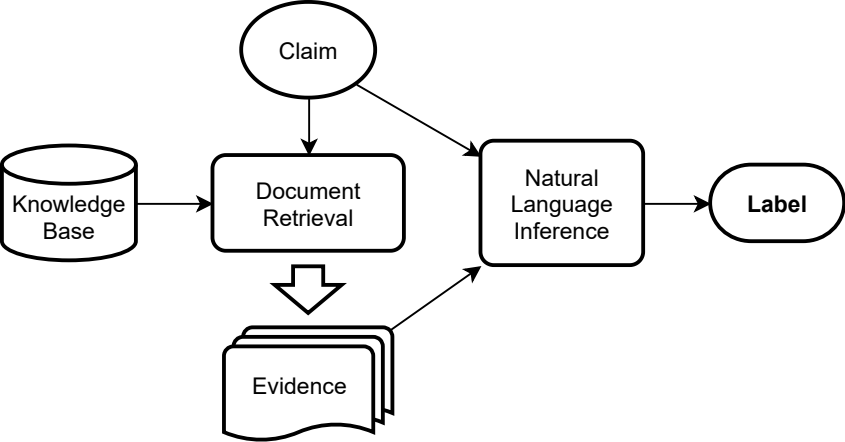 Claim
Knowledge
Base
Document
Retrieval
Natural
Language
Inference
Label
Evidence